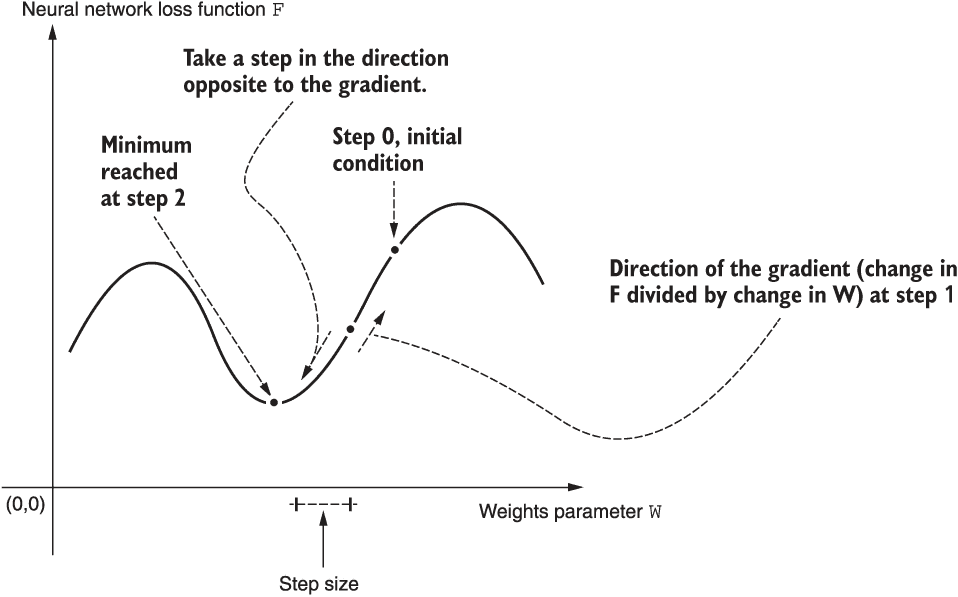 Neural network loss function F
Take a step in the direction
opposite to the gradient.
Step 0, initial
condition
Minimum
reached
at step 2
Direction of the gradient (change in
F divided by change in W) at step 1
(0,0)
Weights parameter W
Step size